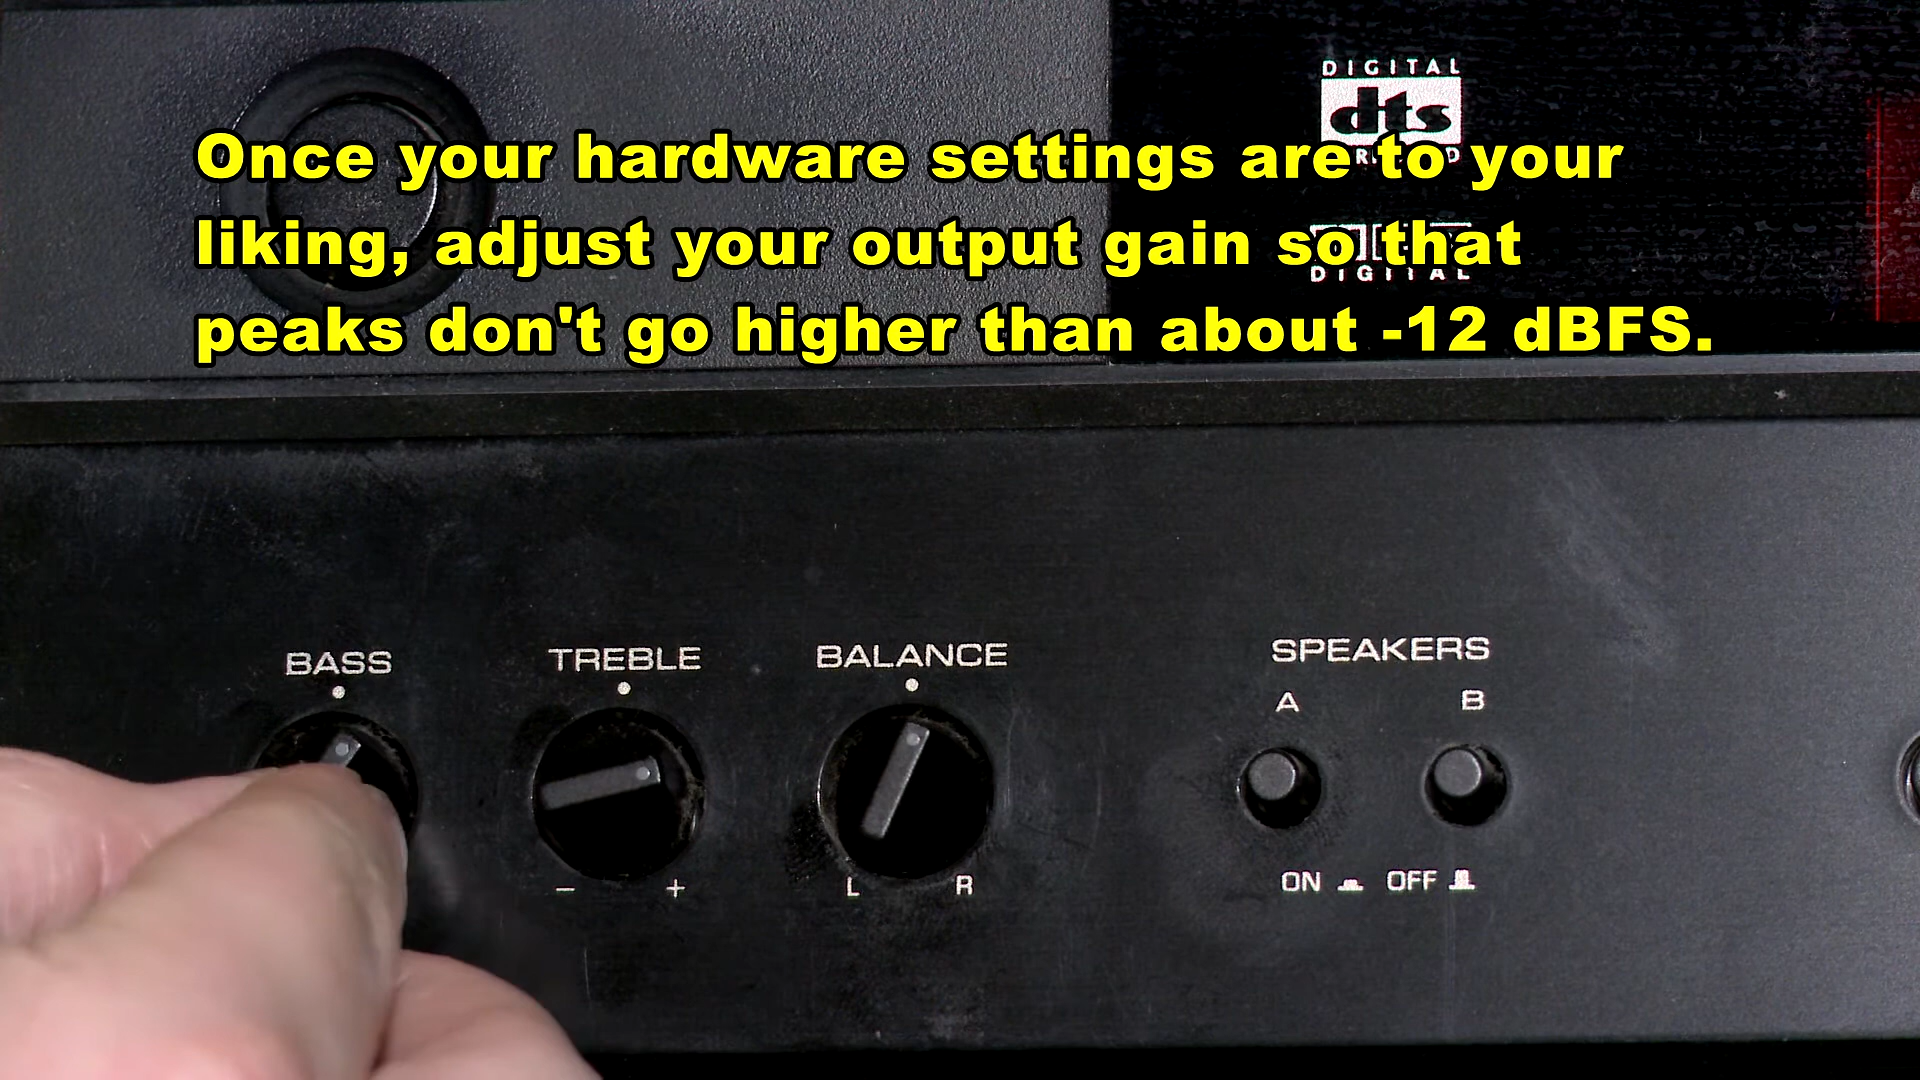 DIGITAL
dts
Once your hardware settings are to your
liking, adjust your output gain so that
DIGITAL
peaks don't go higher than about -12 dBFS.
BASS
TREBLE
BALANCE
SPEAKERS
A B
- +
L R
ON OFF